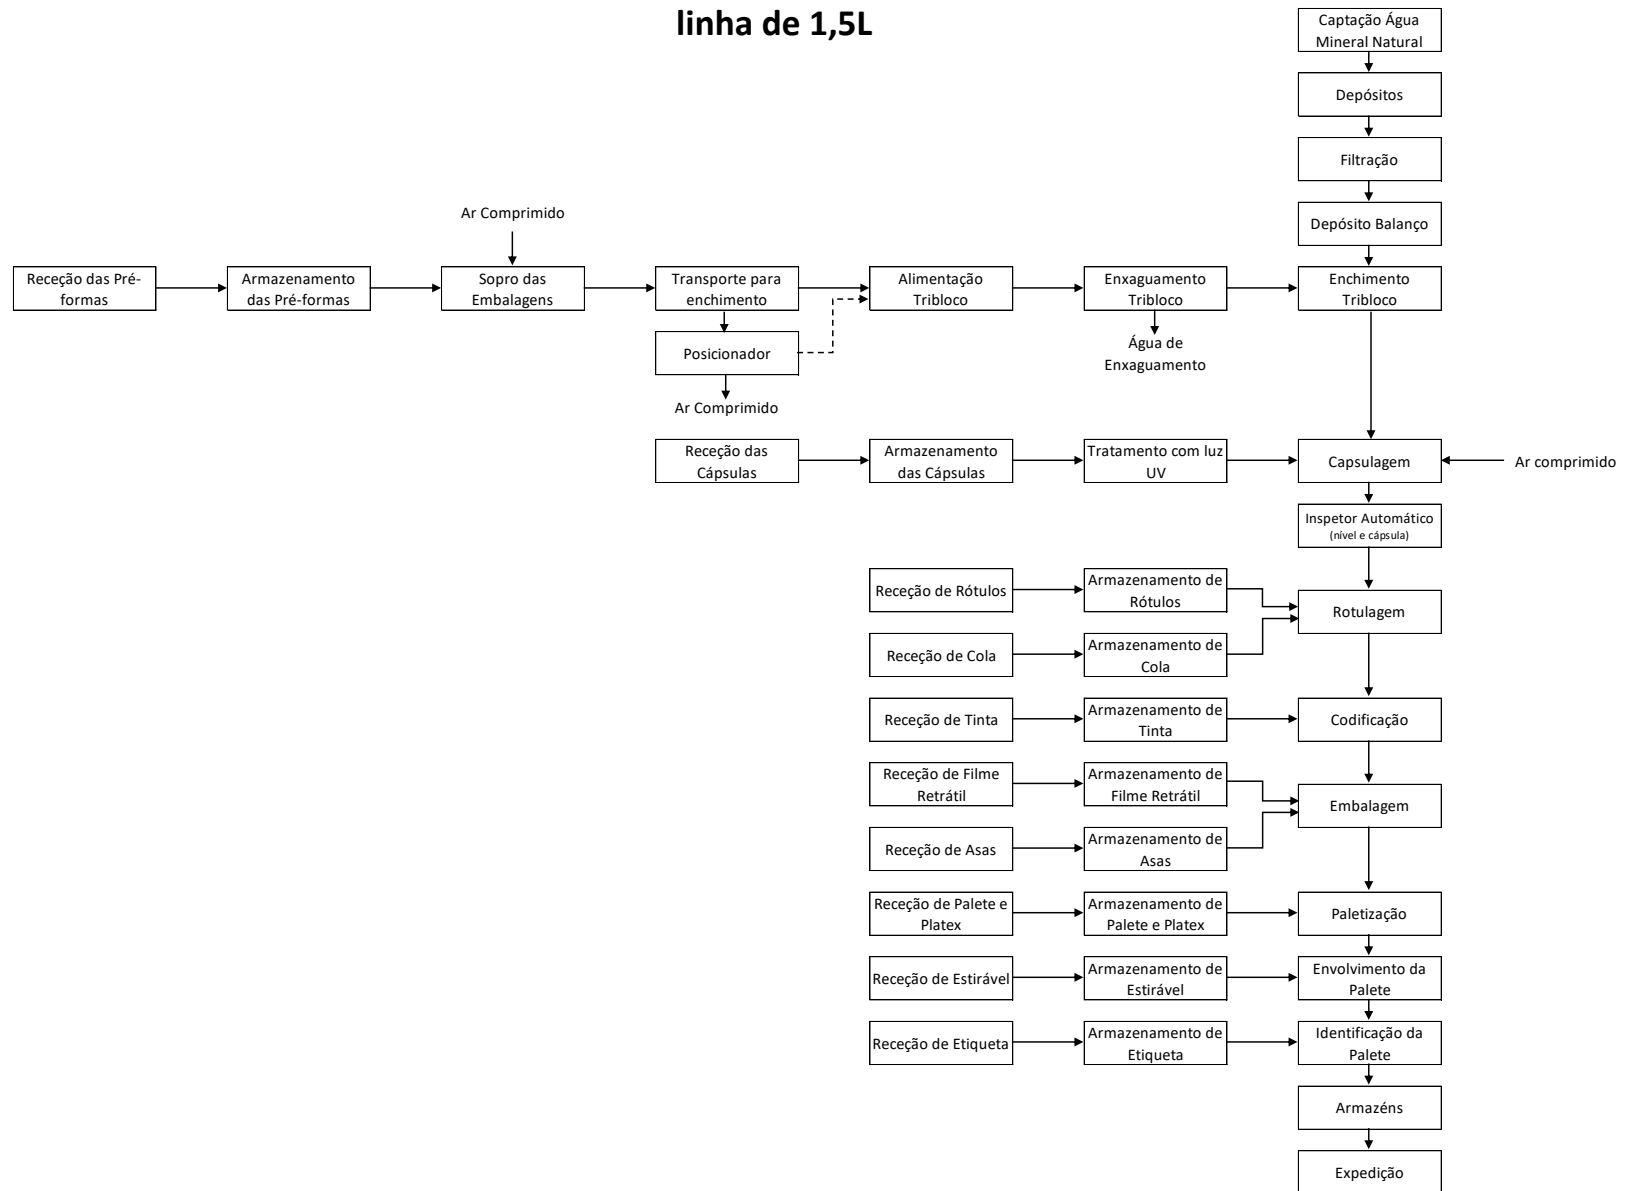 linha de 1,5L
Captação Água
Mineral Natural
Depósitos
Filtração
Depósito Balanço
Ar Comprimido
Receção das Pré-
formas
Armazenamento
das Pré-formas
Sopro das
Embalagens
Transporte para
enchimento
Alimentação
Tribloco
Enxaguamento
Tribloco
Enchimento
Tribloco
Posicionador
Água de
Enxaguamento
Ar Comprimido
Receção das
Cápsulas
Armazenamento
das Cápsulas
Tratamento com luz
UV
Capsulagem
Ar comprimido
Inspetor Automático
(nível e cápsula)
Receção de Rótulos
Armazenamento de
Rótulos
Rotulagem
Receção de Cola
Armazenamento de
Cola
Receção de Tinta
Armazenamento de
Tinta
Codificação
Receção de Filme
Retrátil
Armazenamento de
Filme Retrátil
Embalagem
Receção de Asas
Armazenamento de
Asas
Receção de Palete e
Platex
Armazenamento de
Palete e Platex
Paletização
Receção de Estirável
Armazenamento de
Estirável
Envolvimento da
Palete
Receção de Etiqueta
Armazenamento de
Etiqueta
Identificação da
Palete
Armazéns
Expedição